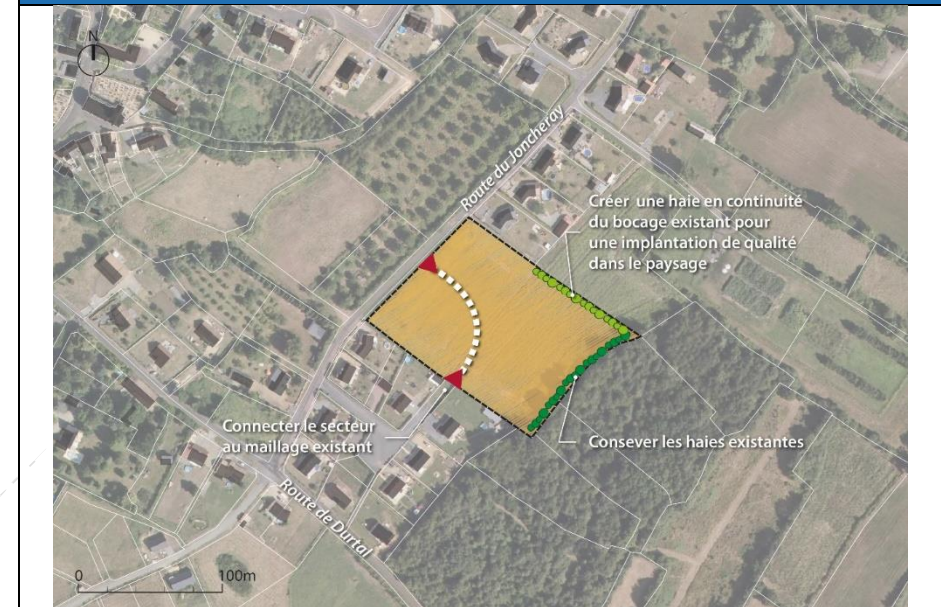 N
Route du Joncheray
Créer une haie en continuité
du bocage existant pour
une implantation de qualité
dans le paysage
Connecter le secteur
au maillage existant
Consever les haies existantes
Route de Durtal
0 100m